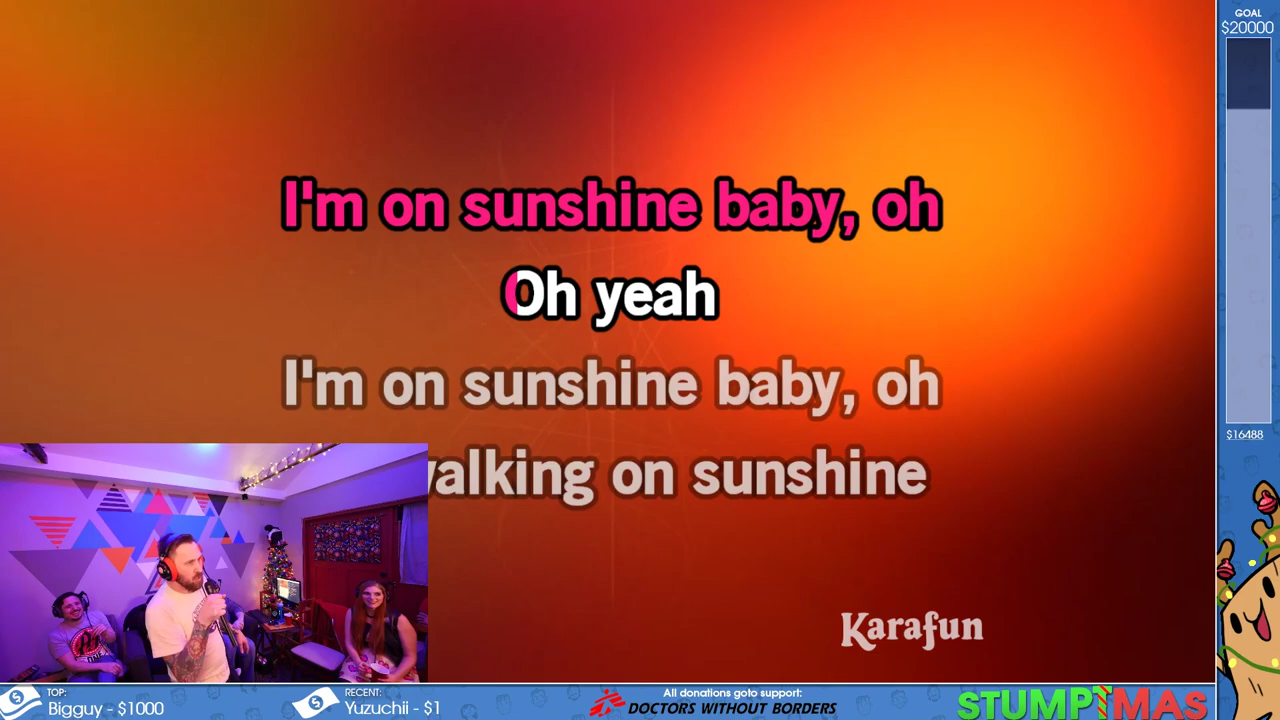 GOAL
$20000
I'm on sunshine baby, oh
Oh yeah
I'm on sunshine baby, oh
walking on sunshine
$16488
Karafun
TOP:
Bigguy - $1000
RECENT:
Yuzuchii - $1
All donations goto support:
DOCTORS WITHOUT BORDERS
STUMPTMAS